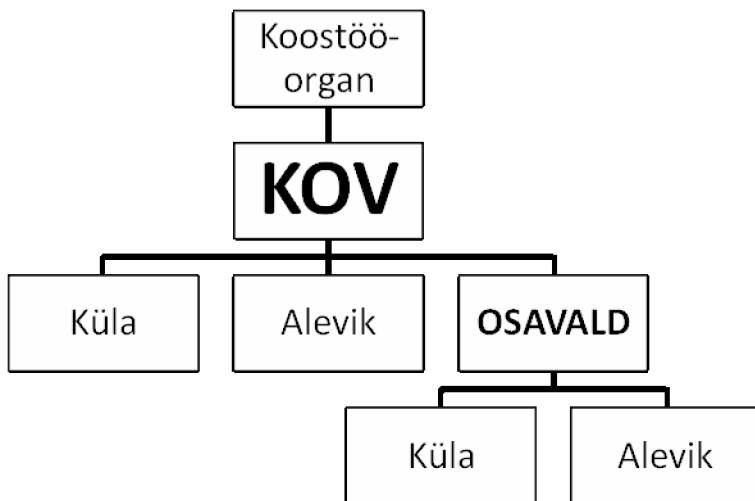 Koostöö-
organ
KOV
Küla
Alevik
OSAVALD
Küla
Alevik